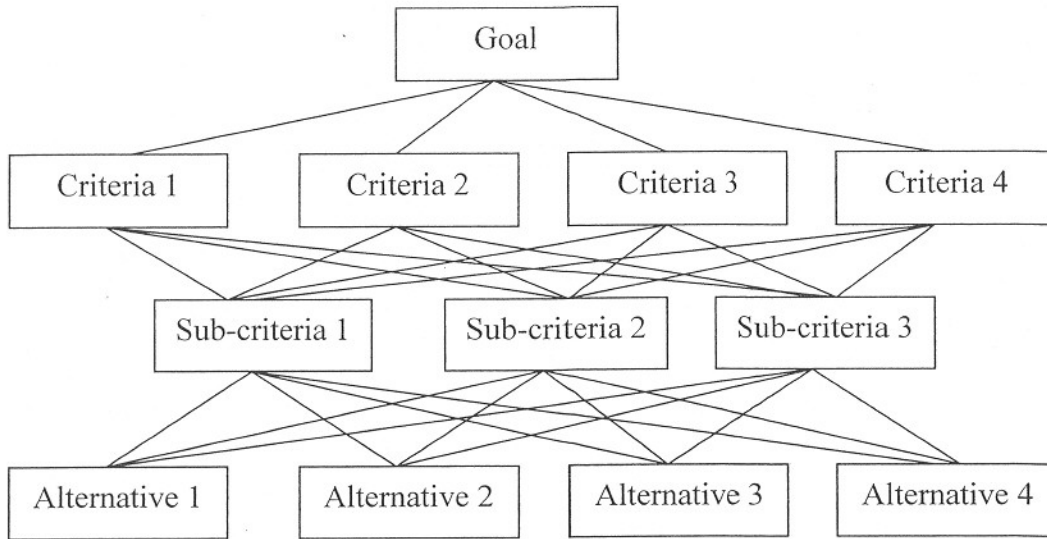 Goal
Criteria 1
Criteria 2
Criteria 3
Criteria 4
Sub-criteria 1
Sub-criteria 2
Sub-criteria 3
Alternative 1
Alternative 2
Alternative 3
Alternative 4